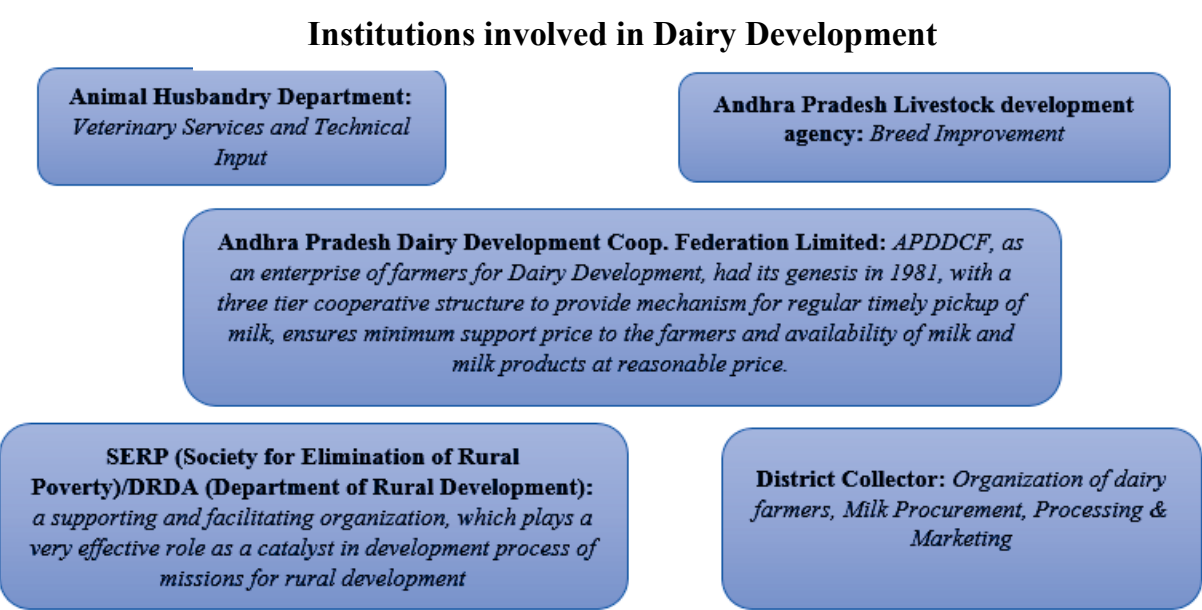 Institutions involved in Dairy Development
Animal Husbandry Department:
Veterinary Services and Technical
Input
Andhra Pradesh Livestock development
agency: Breed Improvement
Andhra Pradesh Dairy Development Coop. Federation Limited: APDDCF, as
an enterprise of farmers for Dairy Development, had its genesis in 1981, with a
three tier cooperative structure to provide mechanism for regular timely pickup of
milk, ensures minimum support price to the farmers and availability of milk and
milk products at reasonable price.
SERP (Society for Elimination of Rural
Poverty)/DRDA (Department of Rural Development):
a supporting and facilitating organization, which plays a
very effective role as a catalyst in development process of
missions for rural development
District Collector: Organization of dairy
farmers, Milk Procurement, Processing &
Marketing